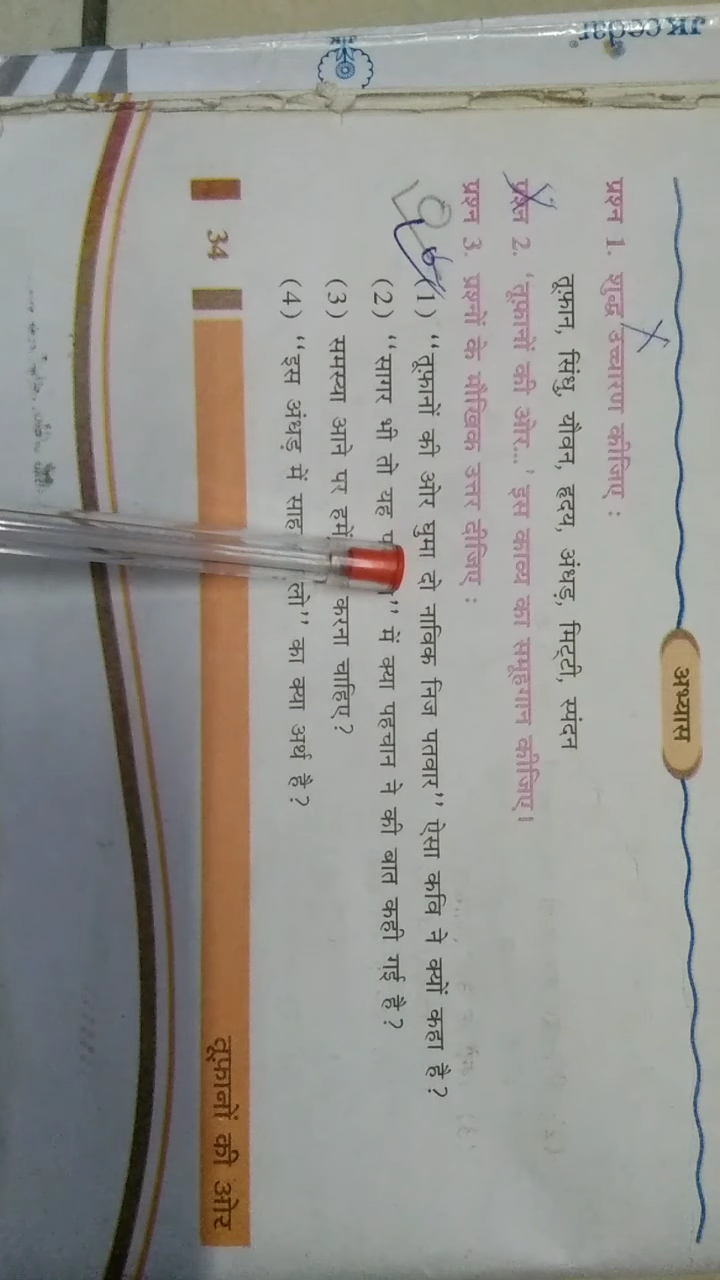 JK cedar
अभ्यास
प्रश्न 1. शुद्ध उच्चारण कीजिए :
तूफान, सिंधु, यौवन, हृदय, अंधड़, मिट्टी, स्पंदन
प्रश्न 2. 'तूफानों की ओर...' इस काव्य का समूहगान कीजिए।
प्रश्न 3. प्रश्नों के मौखिक उत्तर दीजिए :
(1) "तूफानों की ओर घुमा दो नाविक निज पतवार" ऐसा कवि ने क्यों कहा है?
(2) "सागर भी तो यह " में क्या पहचान ने की बात कही गई है?
(3) समस्या आने पर हमें करना चाहिए?
(4) "इस अंधड़ में साह लो" का क्या अर्थ है?
34
तूफानों की ओर